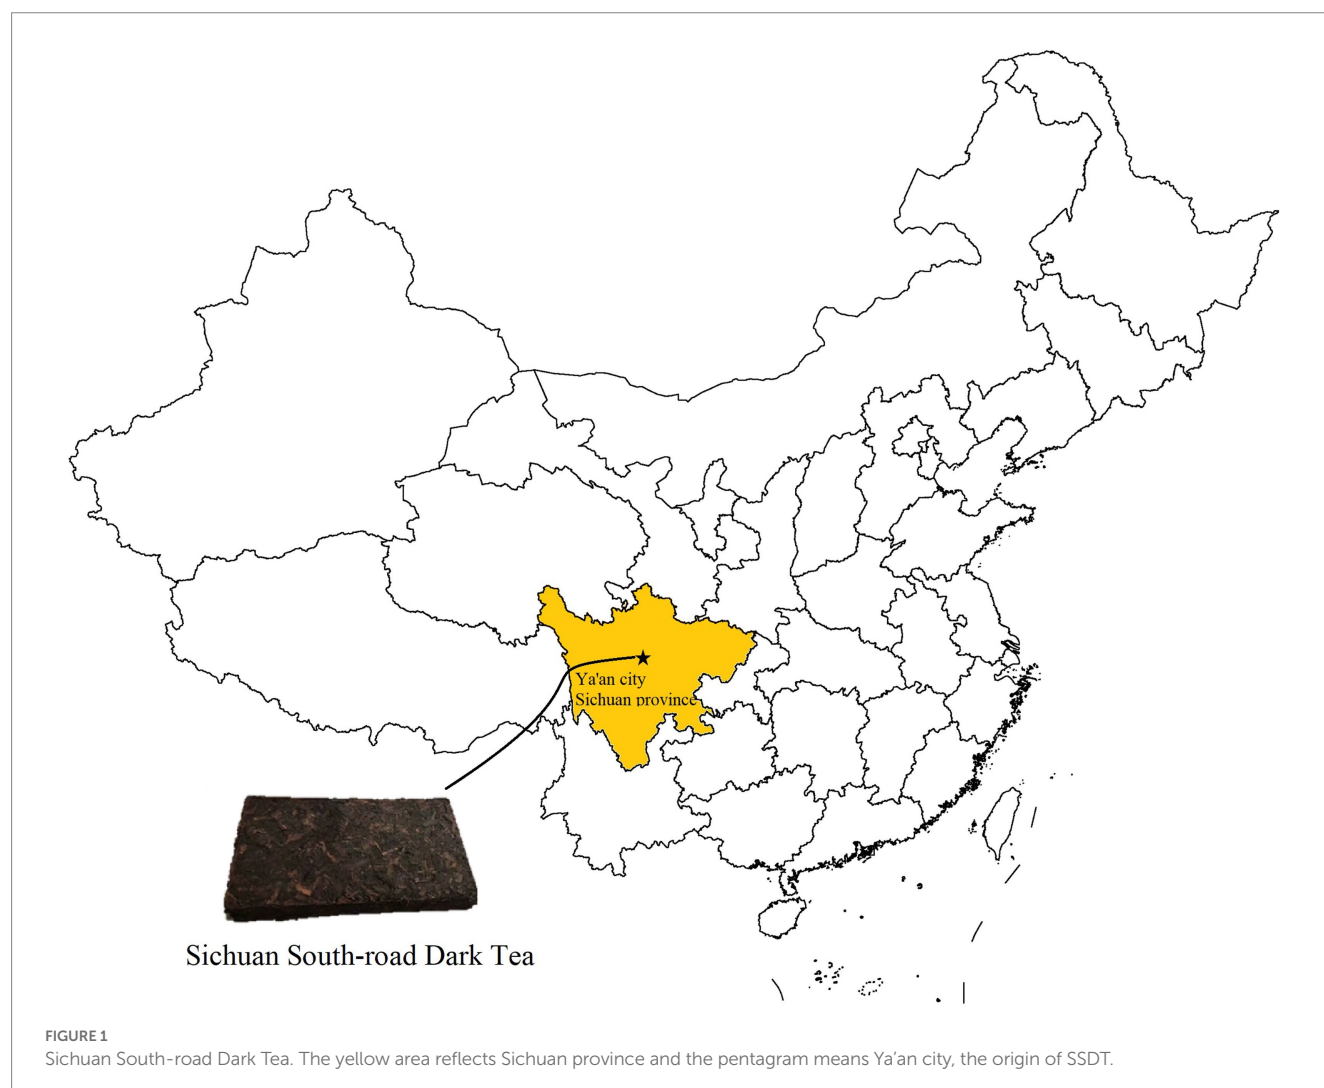 Ya'an city
Sichuan province
Sichuan South-road Dark Tea
FIGURE 1
Sichuan South-road Dark Tea. The yellow area reflects Sichuan province and the pentagram means Ya’an city, the origin of SSDT.